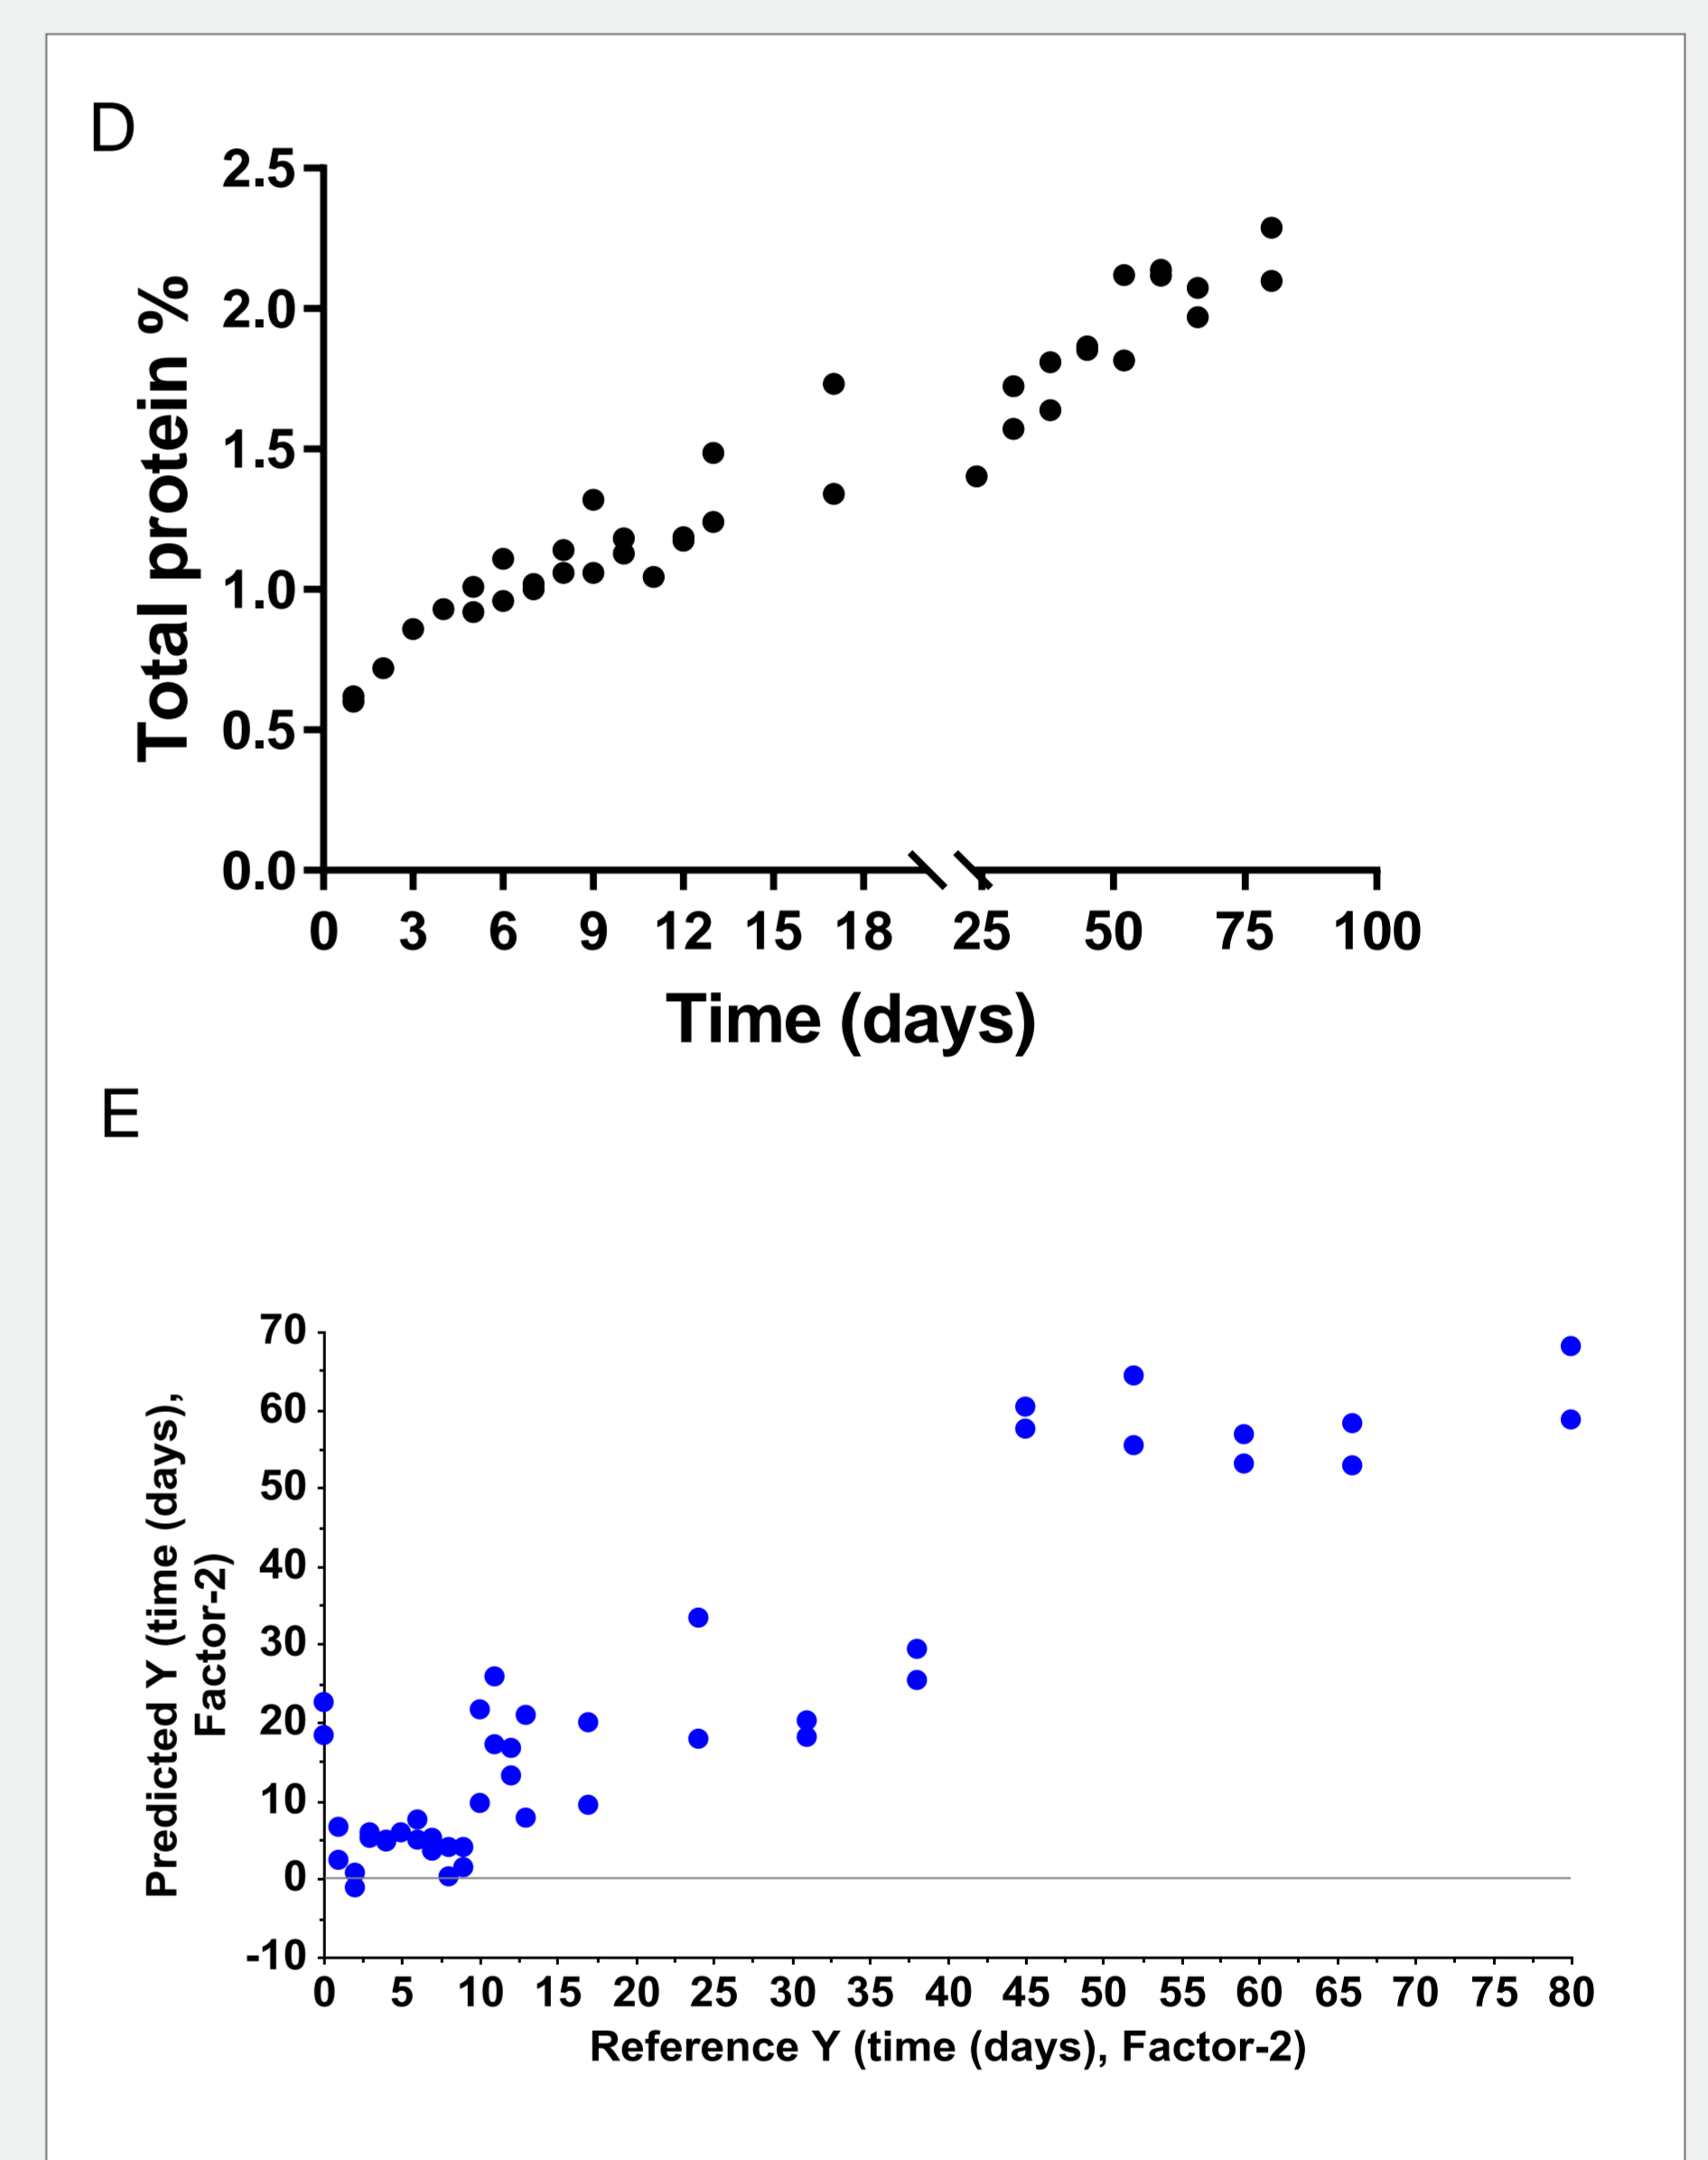 D
2.5
2.0
1.5
1.0
0.5
0.0
Total protein %
0 3 6 9 12 15 18 25 50 75 100
Time (days)
E
70
60
50
40
30
20
10
0
-10
Predicted Y (time (days),
Factor-2)
0 5 10 15 20 25 30 35 40 45 50 55 60 65 70 75 80
Reference Y (time (days), Factor-2)